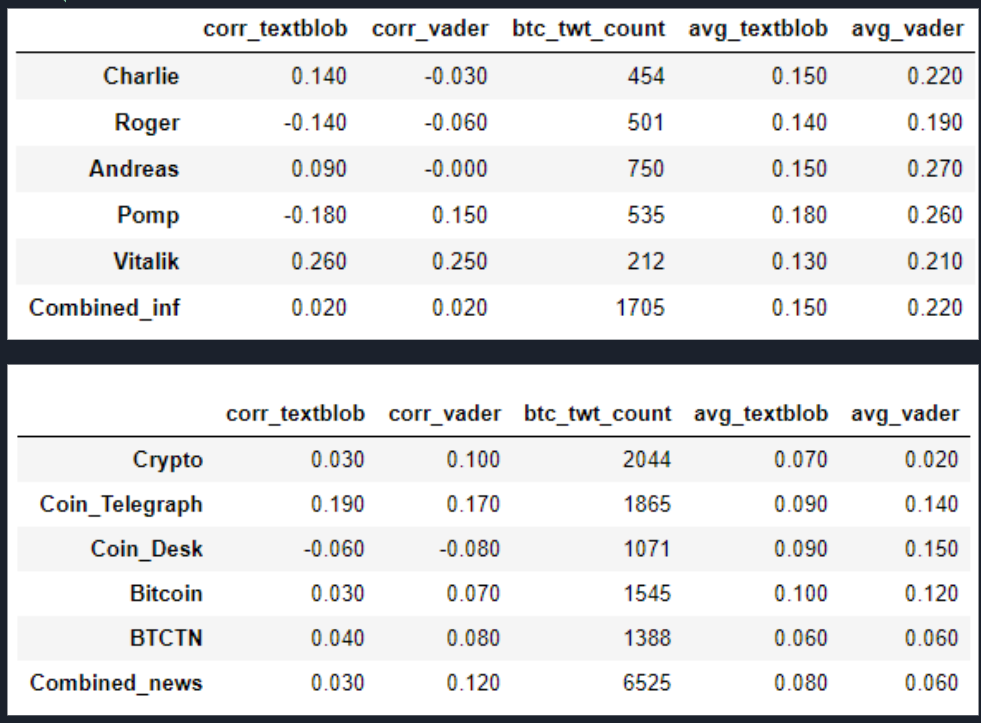 corr_textblob corr_vader btc_twt_count avg_textblob avg_vader
Charlie 0.140 -0.030 454 0.150 0.220
Roger -0.140 -0.060 501 0.140 0.190
Andreas 0.090 -0.000 750 0.150 0.270
Pomp -0.180 0.150 535 0.180 0.260
Vitalik 0.260 0.250 212 0.130 0.210
Combined_inf 0.020 0.020 1705 0.150 0.220
corr_textblob corr_vader btc_twt_count avg_textblob avg_vader
Crypto 0.030 0.100 2044 0.070 0.020
Coin_Telegraph 0.190 0.170 1865 0.090 0.140
Coin_Desk -0.060 -0.080 1071 0.090 0.150
Bitcoin 0.030 0.070 1545 0.100 0.120
BTCTN 0.040 0.080 1388 0.060 0.060
Combined_news 0.030 0.120 6525 0.080 0.060